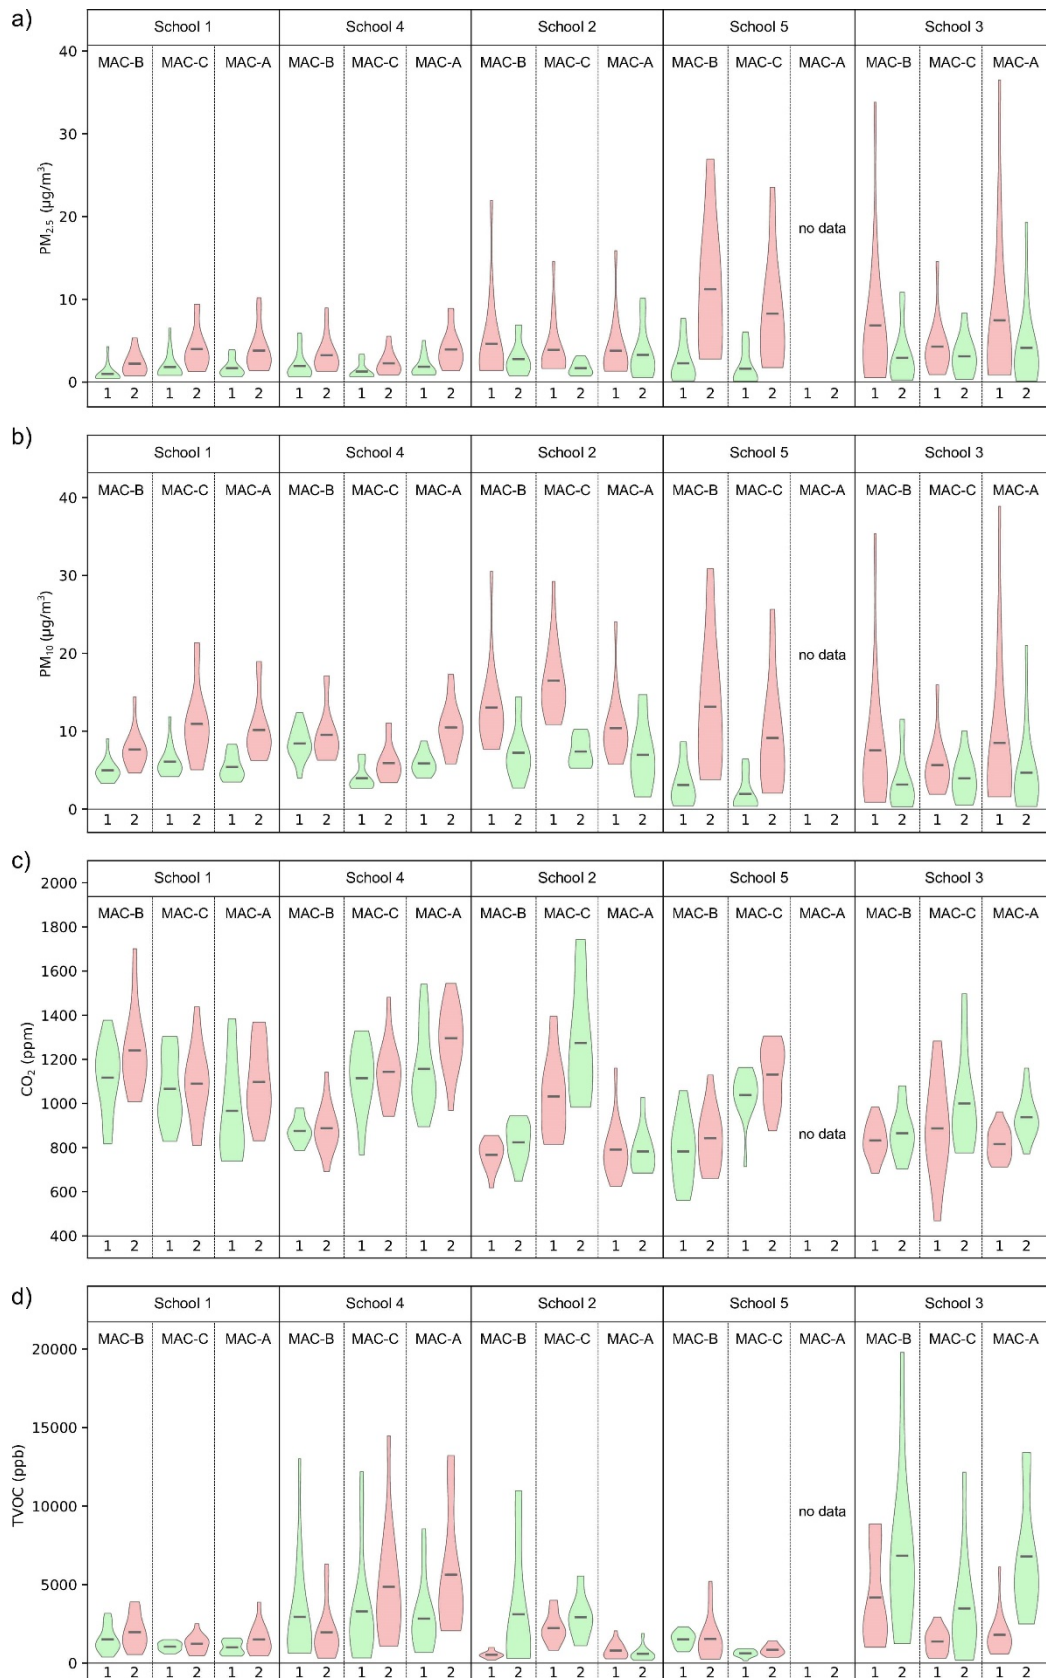 a)
School 1 School 4 School 2 School 5 School 3
MAC-B MAC-C MAC-A MAC-B MAC-C MAC-A MAC-B MAC-C MAC-A MAC-B MAC-C MAC-A MAC-B MAC-C MAC-A
40
30
20
10
0
PM2.5 (μg/m³)
no data
1 2 1 2 1 2 1 2 1 2 1 2 1 2 1 2 1 2 1 2 1 2 1 2 1 2 1 2 1 2
b)
School 1 School 4 School 2 School 5 School 3
MAC-B MAC-C MAC-A MAC-B MAC-C MAC-A MAC-B MAC-C MAC-A MAC-B MAC-C MAC-A MAC-B MAC-C MAC-A
40
30
20
10
0
PM10 (μg/m³)
no data
1 2 1 2 1 2 1 2 1 2 1 2 1 2 1 2 1 2 1 2 1 2 1 2 1 2 1 2 1 2
c)
School 1 School 4 School 2 School 5 School 3
2000
MAC-B MAC-C MAC-A MAC-B MAC-C MAC-A MAC-B MAC-C MAC-A MAC-B MAC-C MAC-A MAC-B MAC-C MAC-A
1800
1600
1400
1200
1000
800
600
400
CO2 (ppm)
no data
1 2 1 2 1 2 1 2 1 2 1 2 1 2 1 2 1 2 1 2 1 2 1 2 1 2 1 2 1 2
d)
School 1 School 4 School 2 School 5 School 3
MAC-B MAC-C MAC-A MAC-B MAC-C MAC-A MAC-B MAC-C MAC-A MAC-B MAC-C MAC-A MAC-B MAC-C MAC-A
20000
15000
10000
5000
0
TVOC (ppb)
no data
1 2 1 2 1 2 1 2 1 2 1 2 1 2 1 2 1 2 1 2 1 2 1 2 1 2 1 2 1 2